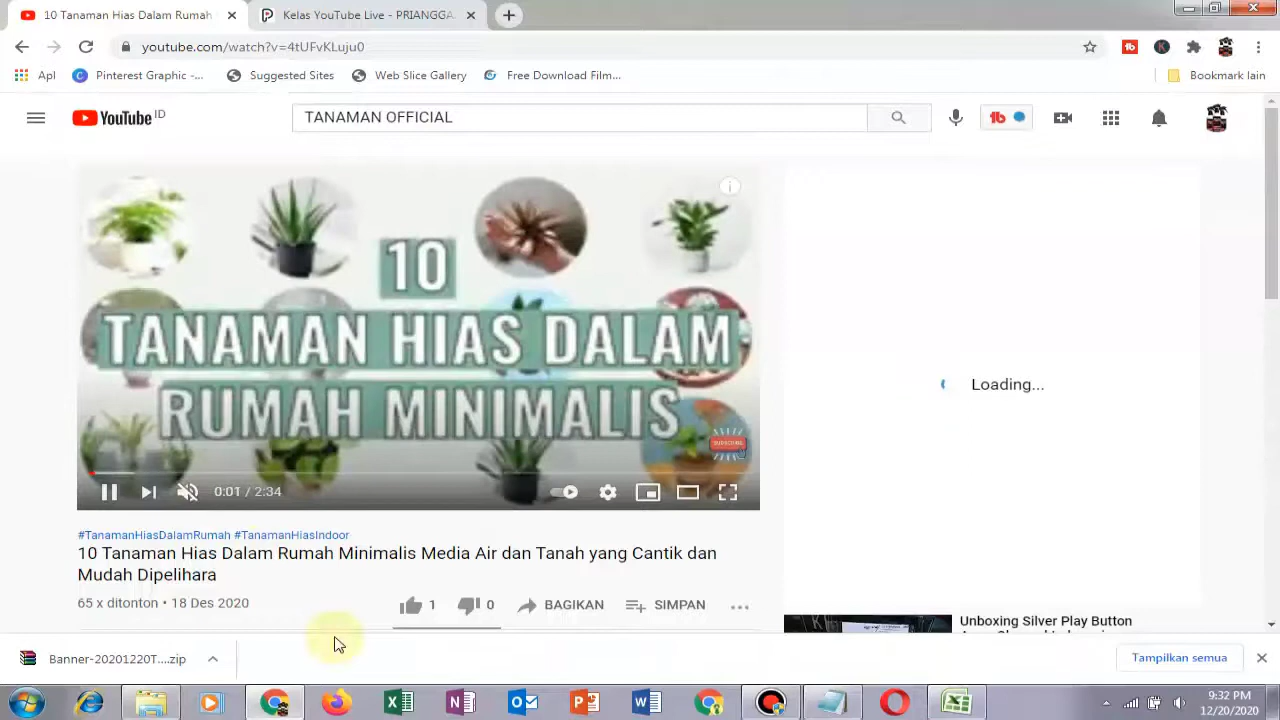 10 Tanaman Hias Dalam Rumah
Kelas YouTube Live - PRIANGGA
youtube.com/watch?v=4tUFvKLuju0
Apl
Pinterest Graphic -...
Suggested Sites
Web Slice Gallery
Free Download Film...
Bookmark lain
YouTube ID
TANAMAN OFFICIAL
tb
10
TANAMAN HIAS DALAM
RUMAH MINIMALIS
SUBSCRIBE
0:01 / 2:34
Loading...
#TanamanHiasDalamRumah #TanamanHiasIndoor
10 Tanaman Hias Dalam Rumah Minimalis Media Air dan Tanah yang Cantik dan
Mudah Dipelihara
65 x ditonton • 18 Des 2020
1
0
BAGIKAN
SIMPAN
Unboxing Silver Play Button
Banner-20201220T....zip
Tampilkan semua
9:32 PM
12/20/2020